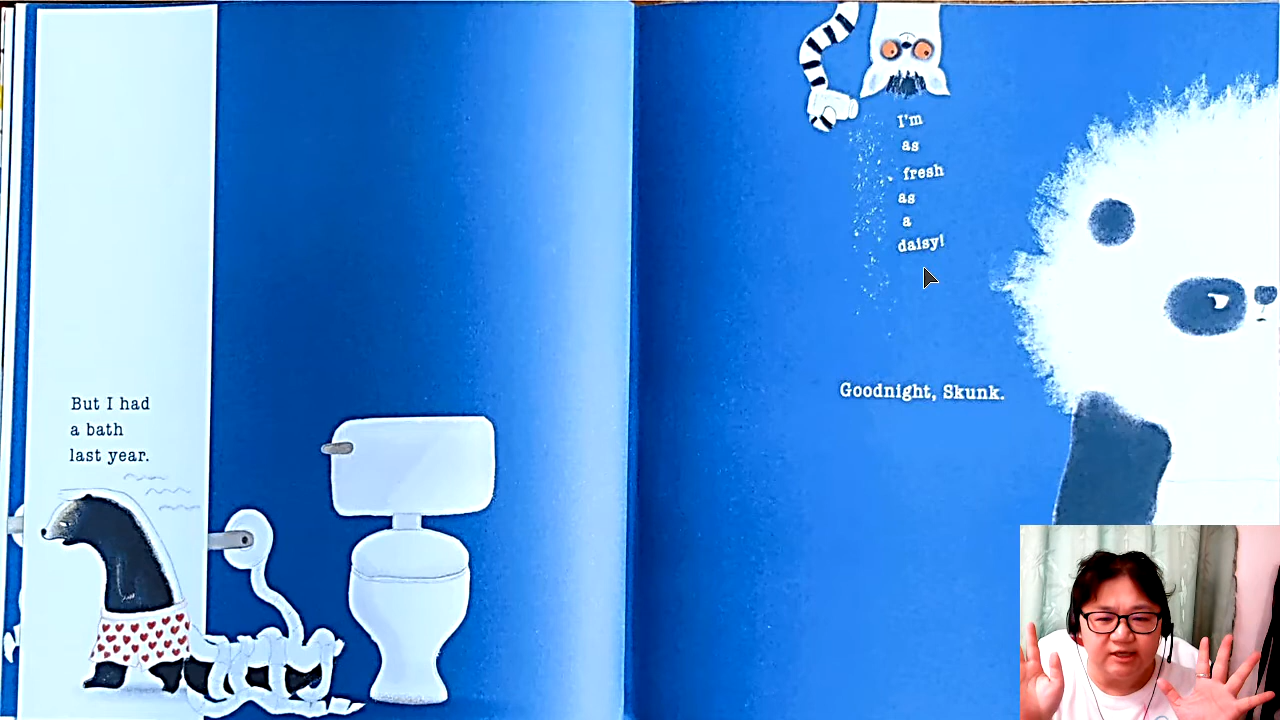 But I had
a bath
last year.
I'm
as
fresh
as
a
daisy!
Goodnight, Skunk.